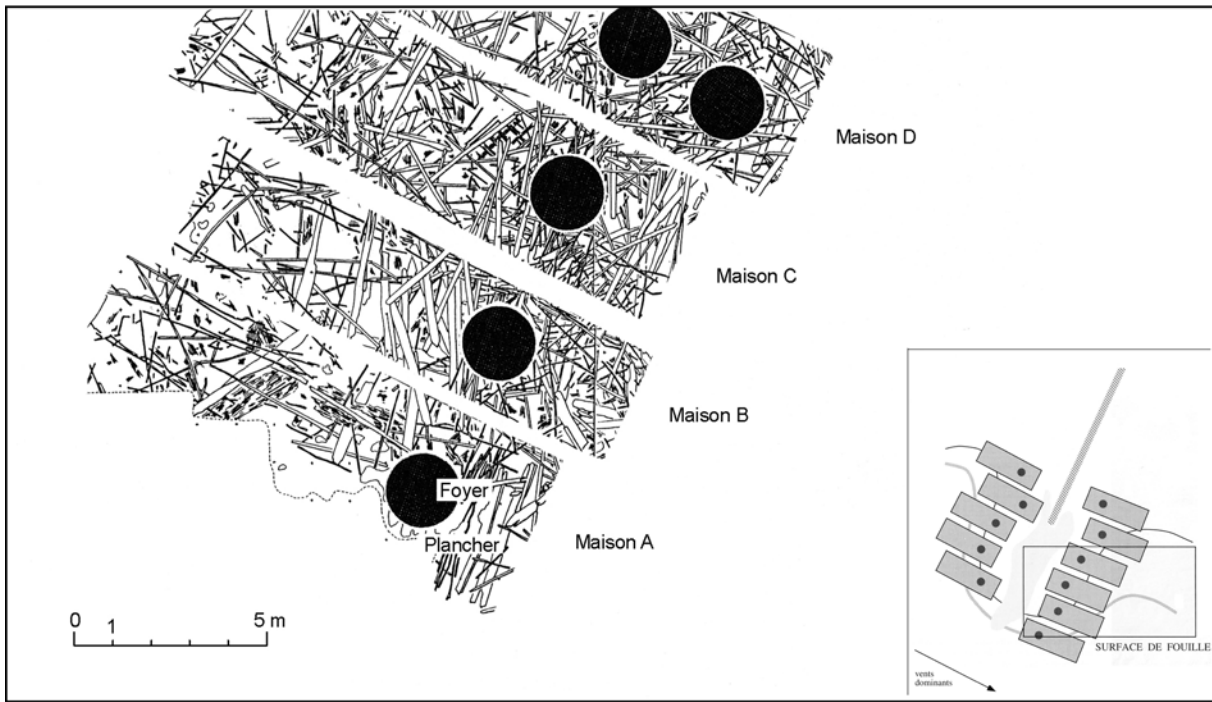 Maison D
Maison C
Maison B
Foyer
Plancher
Maison A
0 1 5 m
SURFACE DE FOUILLE
vents
dominants